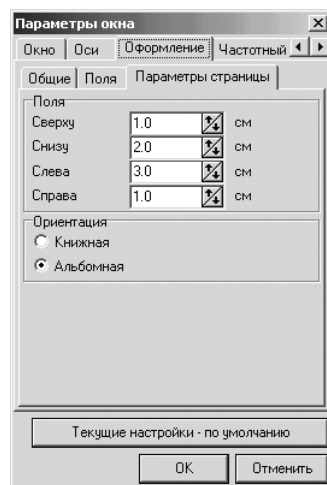 Параметры окна
Окно Оси Оформление Частотный
Общие Поля Параметры страницы
Поля
Сверху 1.0 см
Снизу 2.0 см
Слева 3.0 см
Справа 1.0 см
Ориентация
Книжная
Альбомная
Текущие настройки - по умолчанию
OK Отменить